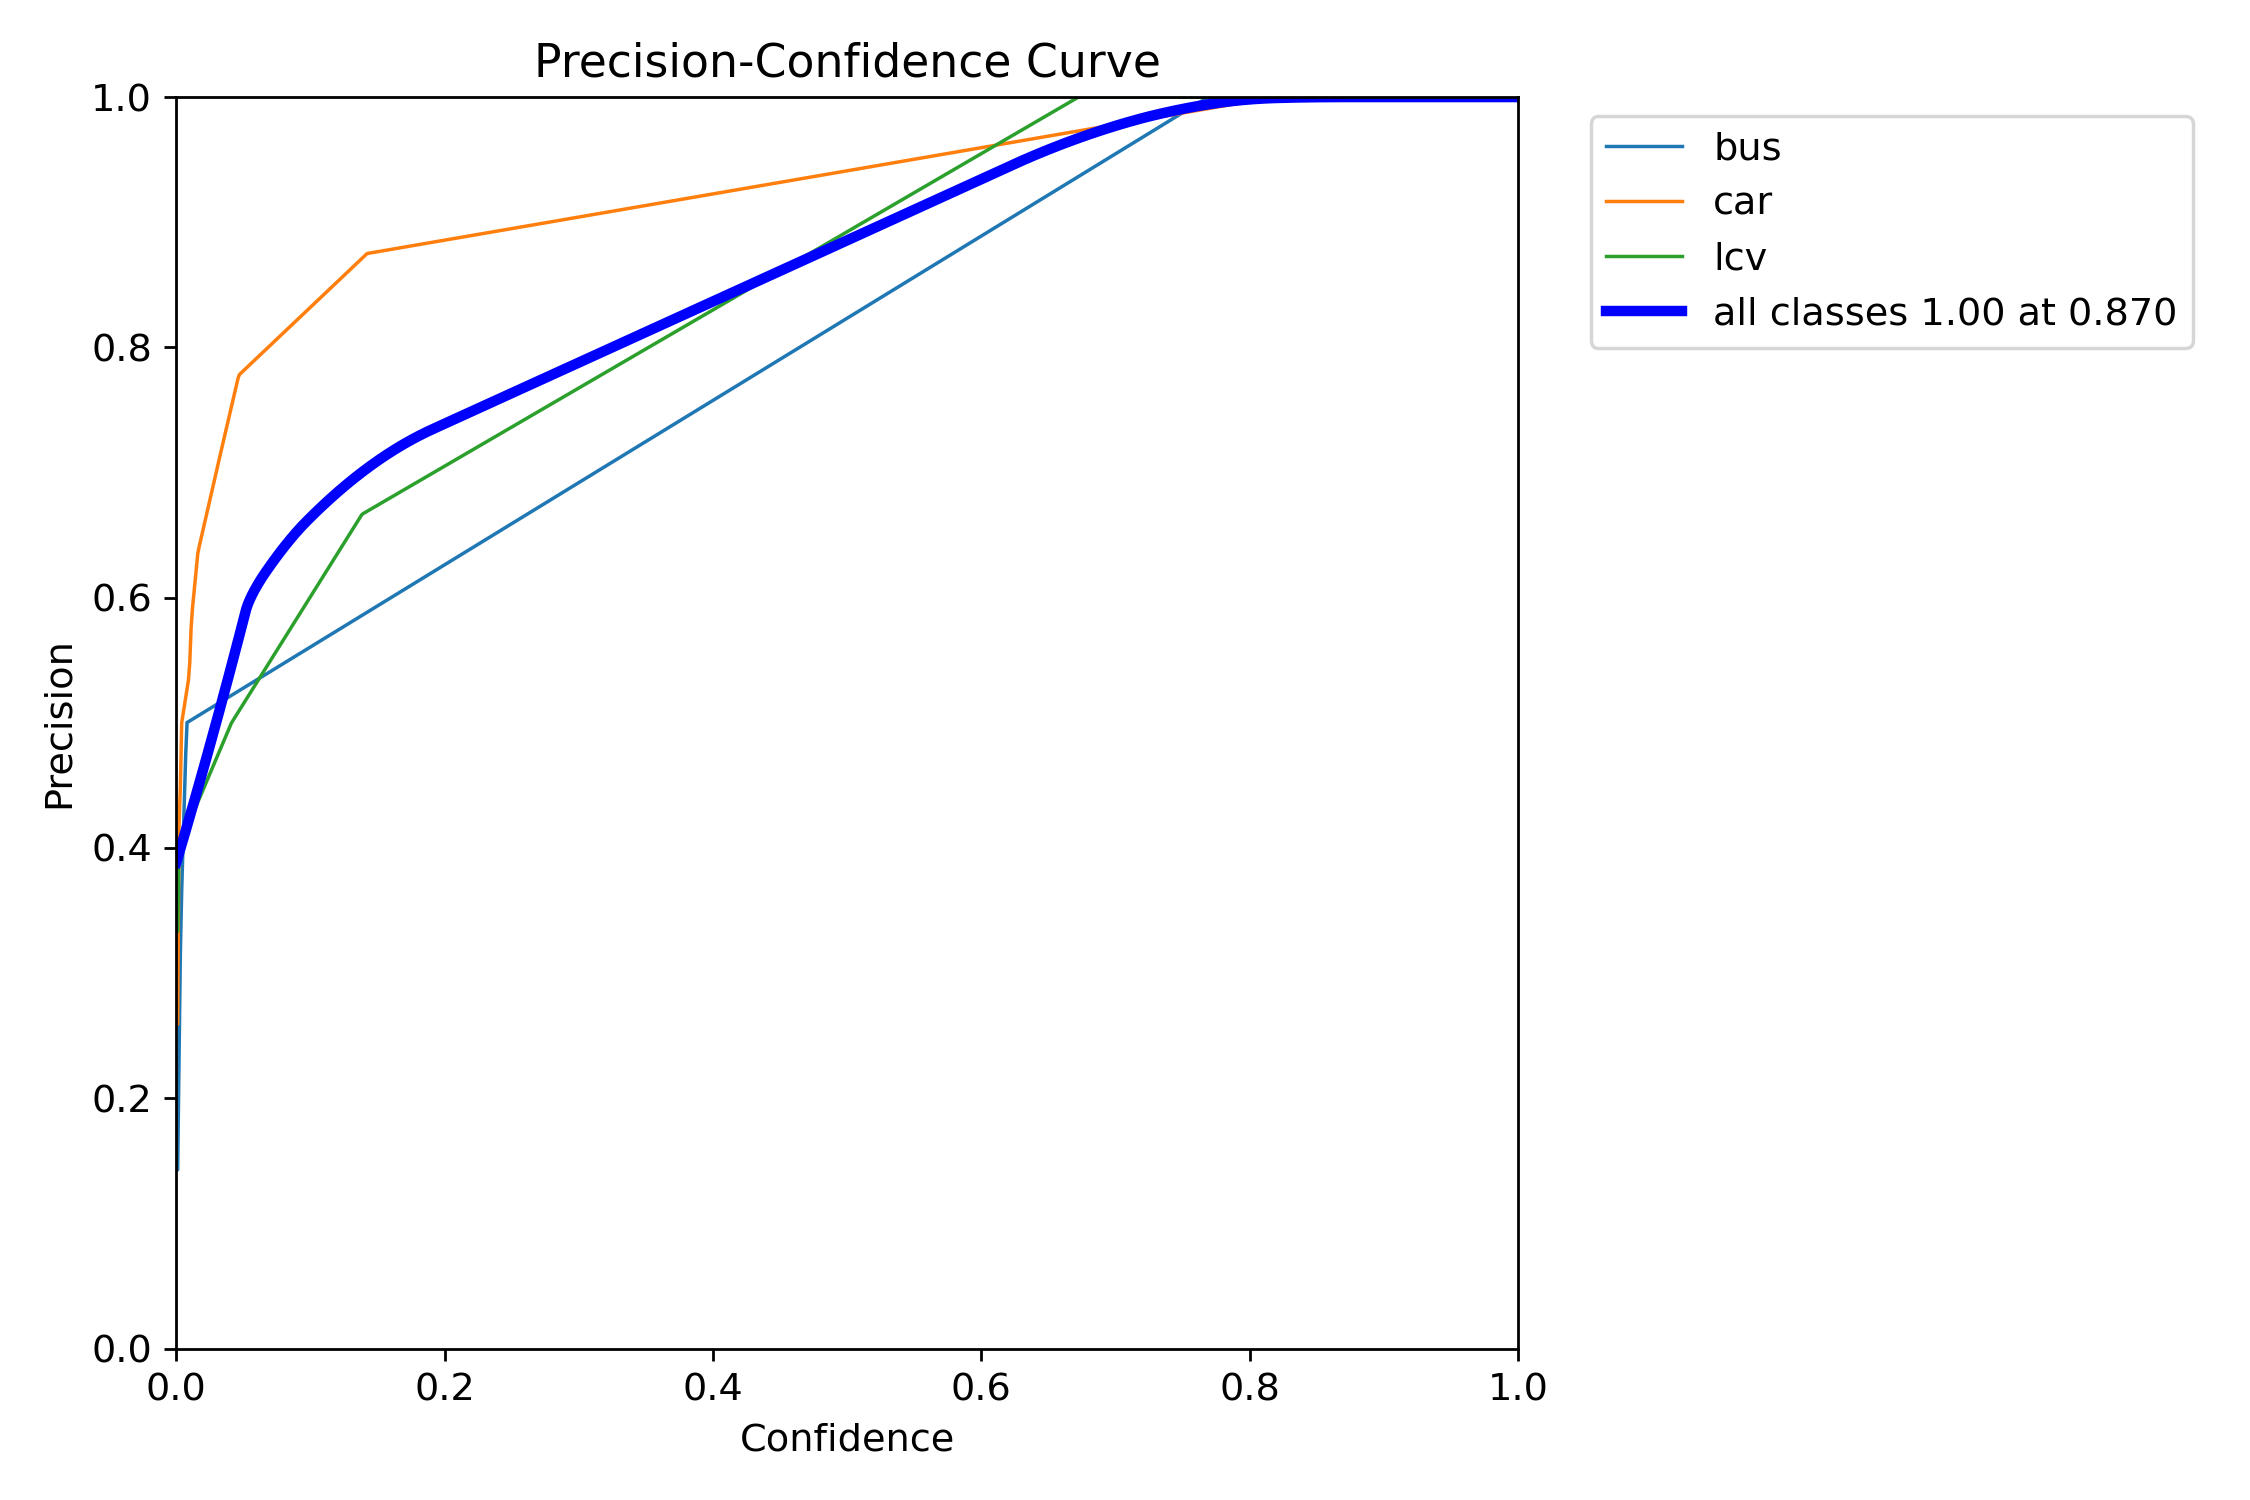 Precision-Confidence Curve
1.0
0.8
0.6
0.4
0.2
0.0
Precision
0.0 0.2 0.4 0.6 0.8 1.0
Confidence
bus
car
lcv
all classes 1.00 at 0.870